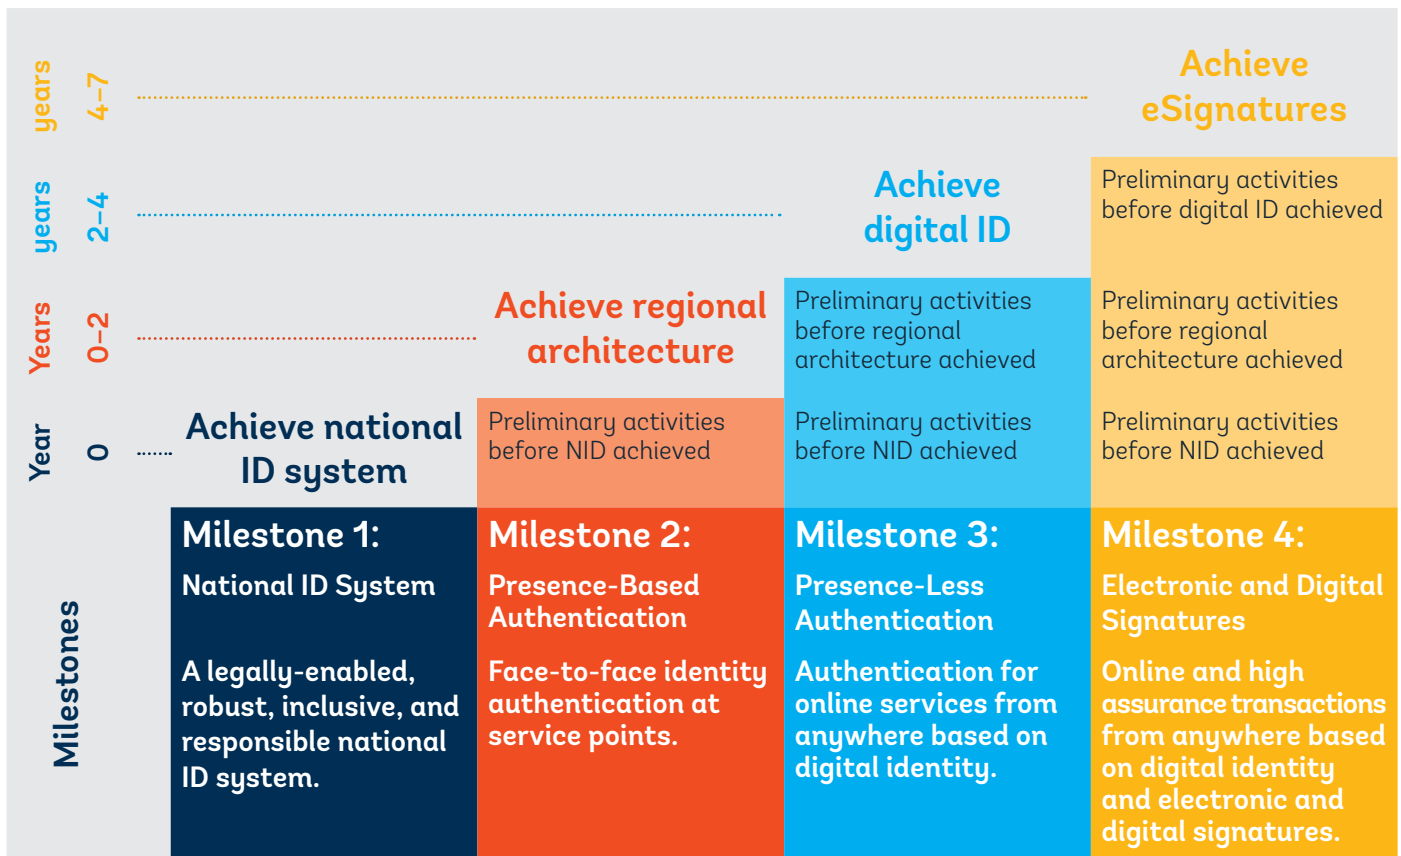 years
4–7
Achieve
eSignatures
years
2–4
Achieve
digital ID
Preliminary activities
before digital ID achieved
Years
0–2
Achieve regional
architecture
Preliminary activities
before regional
architecture achieved
Preliminary activities
before regional
architecture achieved
Year
0
Achieve national
ID system
Preliminary activities
before NID achieved
Preliminary activities
before NID achieved
Preliminary activities
before NID achieved
Milestones
Milestone 1:
National ID System
A legally-enabled,
robust, inclusive, and
responsible national
ID system.
Milestone 2:
Presence-Based
Authentication
Face-to-face identity
authentication at
service points.
Milestone 3:
Presence-Less
Authentication
Authentication for
online services from
anywhere based on
digital identity.
Milestone 4:
Electronic and Digital
Signatures
Online and high
assurance transactions
from anywhere based
on digital identity
and electronic and
digital signatures.